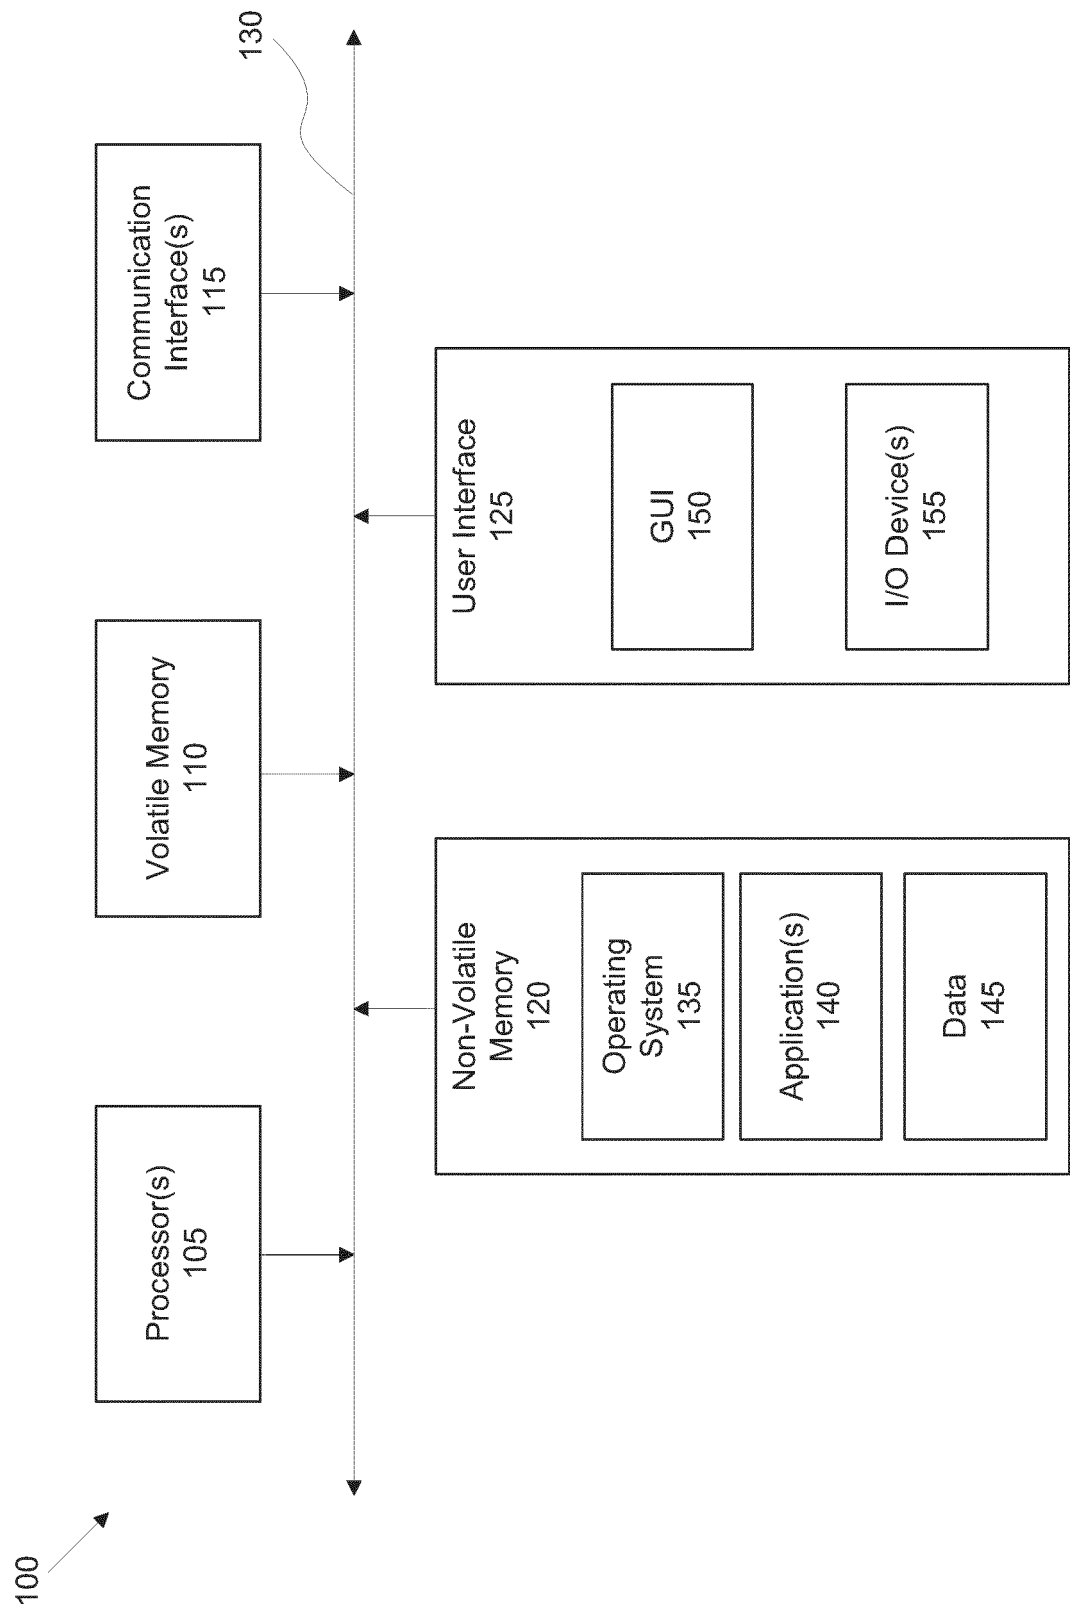 100
Processor(s)
105
Volatile Memory
110
Communication
Interface(s)
115
130
Non-Volatile
Memory
120
Operating
System
135
Application(s)
140
Data
145
User Interface
125
GUI
150
I/O Device(s)
155